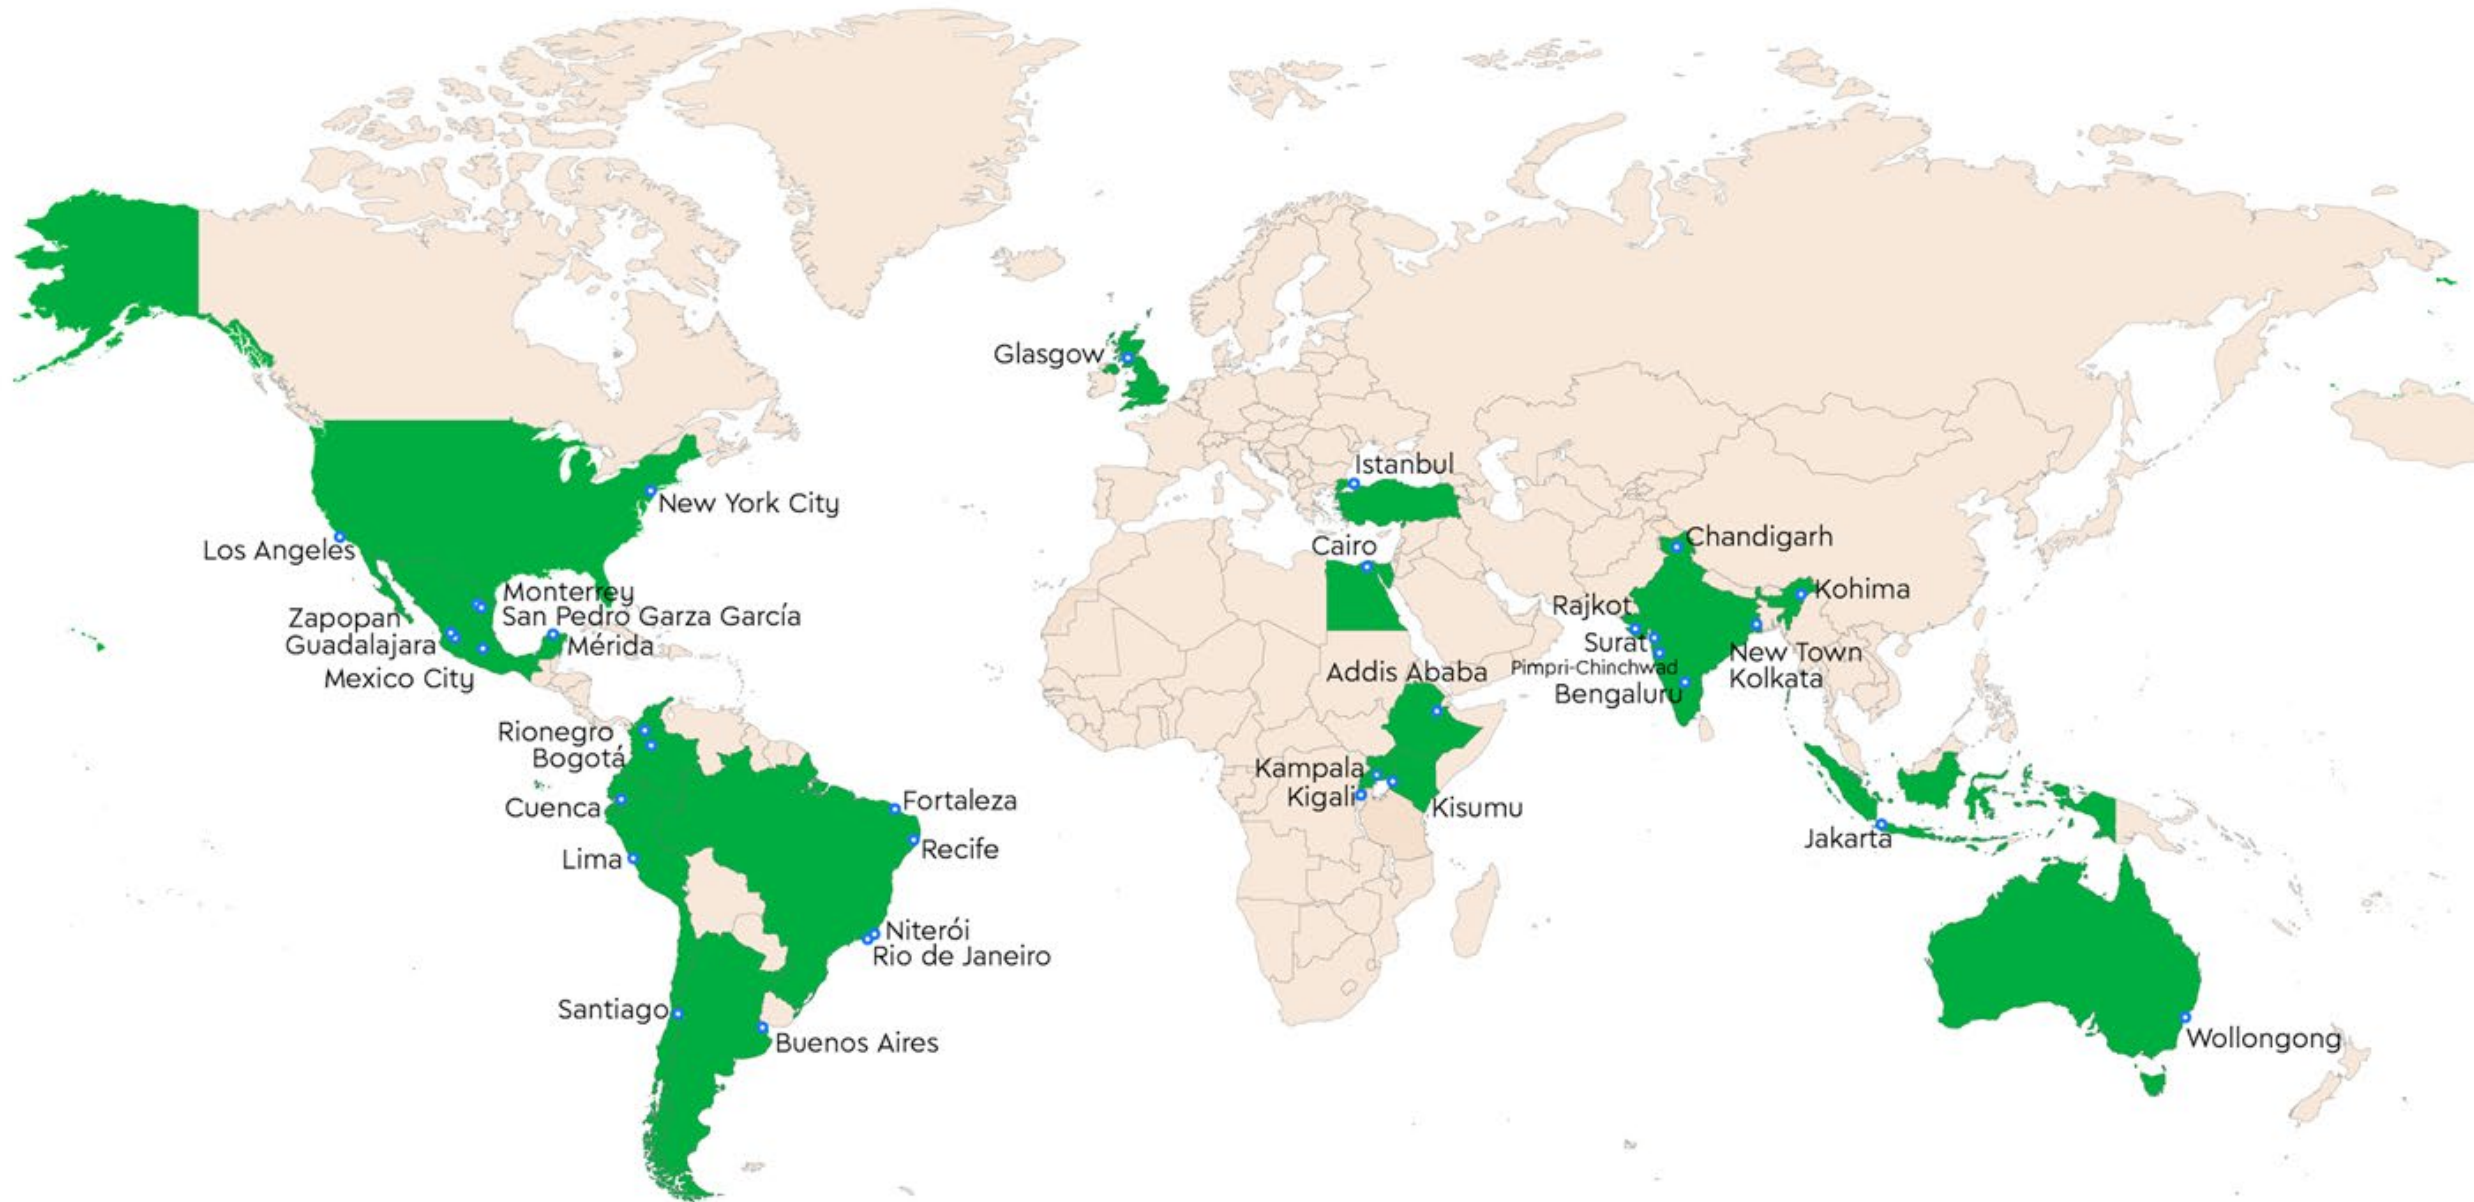 Glasgow
Istanbul
New York City
Los Angeles
Cairo
Chandigarh
Monterrey
San Pedro Garza García
Zapopan
Guadalajara
Mérida
Mexico City
Kohima
Rajkot
Surat
Pimpri-Chinchwad
Bengaluru
New Town
Kolkata
Addis Ababa
Rionegro
Bogotá
Kampala
Kigali
Kisumu
Cuenca
Fortaleza
Lima
Recife
Jakarta
Niterói
Rio de Janeiro
Santiago
Buenos Aires
Wollongong